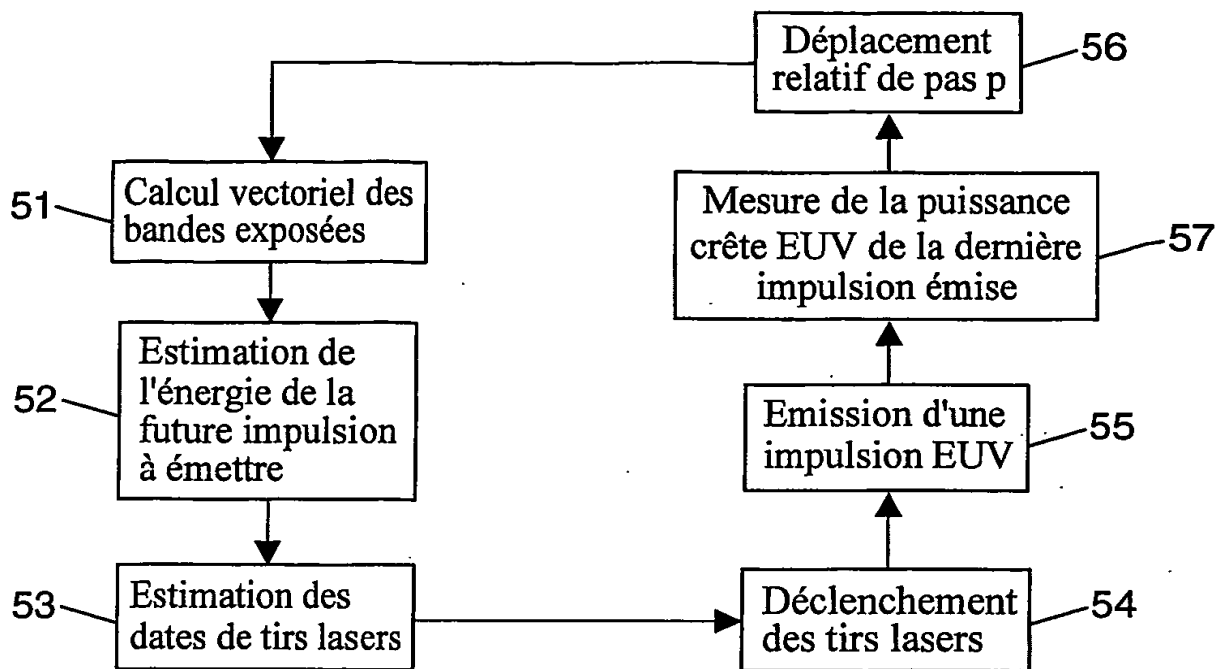 Déplacement
relatif de pas p
56
51
Calcul vectoriel des
bandes exposées
Mesure de la puissance
crête EUV de la dernière
impulsion émise
57
52
Estimation de
l'énergie de la
future impulsion
à émettre
Emission d'une
impulsion EUV
55
53
Estimation des
dates de tirs lasers
Déclenchement
des tirs lasers
54